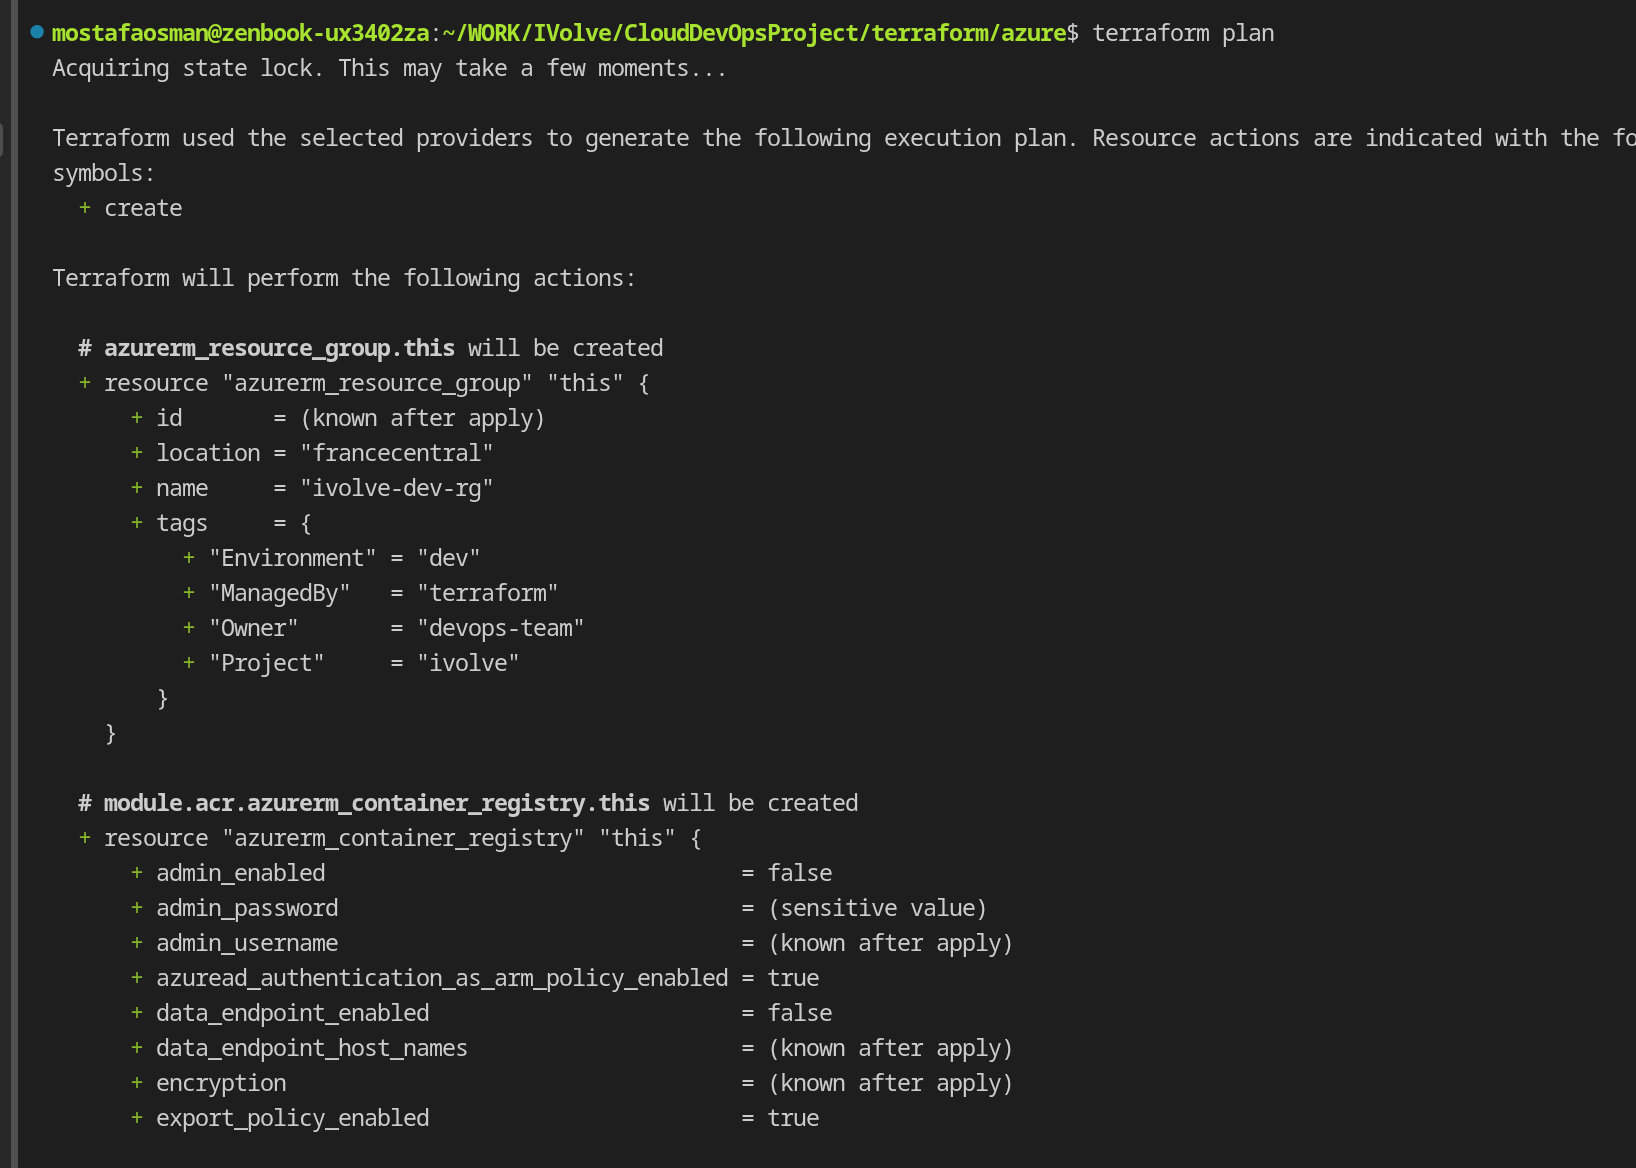 mostafaosman@zenbook-ux3402za:~/WORK/IVolve/CloudDevOpsProject/terraform/azure$ terraform plan
Acquiring state lock. This may take a few moments...
Terraform used the selected providers to generate the following execution plan. Resource actions are indicated with the fo
symbols:
  + create
Terraform will perform the following actions:
  # azurerm_resource_group.this will be created
  + resource "azurerm_resource_group" "this" {
      + id       = (known after apply)
      + location = "francecentral"
      + name     = "ivolve-dev-rg"
      + tags     = {
          + "Environment" = "dev"
          + "ManagedBy"   = "terraform"
          + "Owner"       = "devops-team"
          + "Project"     = "ivolve"
        }
    }
  # module.acr.azurerm_container_registry.this will be created
  + resource "azurerm_container_registry" "this" {
      + admin_enabled                                = false
      + admin_password                               = (sensitive value)
      + admin_username                               = (known after apply)
      + azuread_authentication_as_arm_policy_enabled = true
      + data_endpoint_enabled                        = false
      + data_endpoint_host_names                     = (known after apply)
      + encryption                                   = (known after apply)
      + export_policy_enabled                        = true